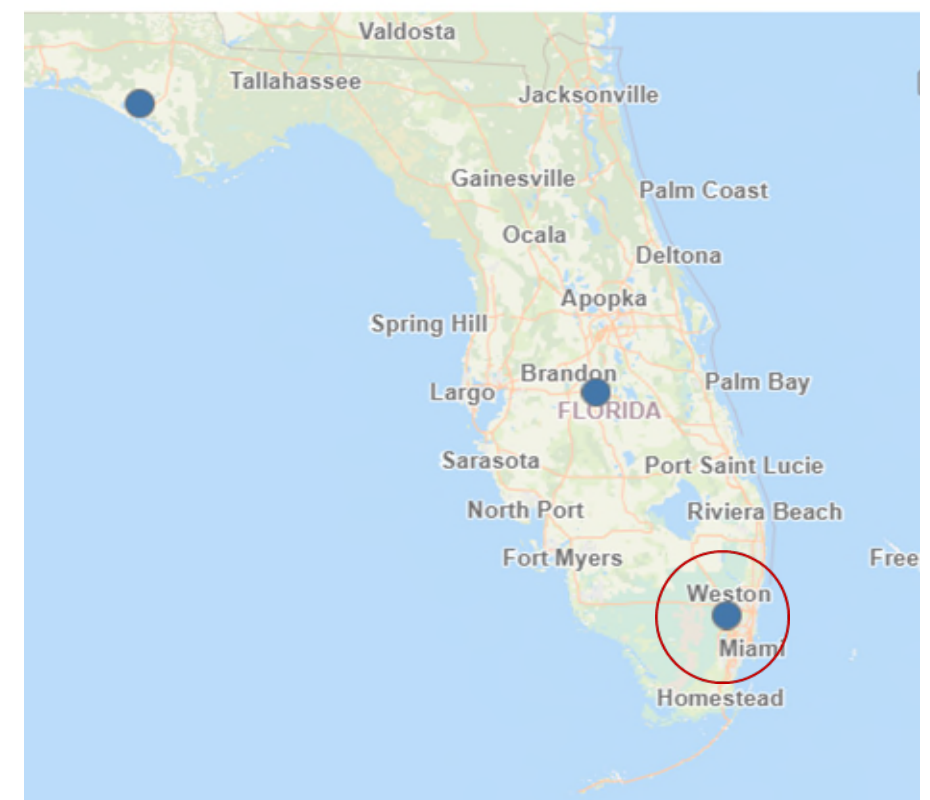 Valdosta
Tallahassee
Jacksonville
Gainesville
Palm Coast
Ocala
Deltona
Apopka
Spring Hill
Brandon
Palm Bay
Largo
FLORIDA
Sarasota
Port Saint Lucie
North Port
Riviera Beach
Fort Myers
Free
Weston
Miami
Homestead